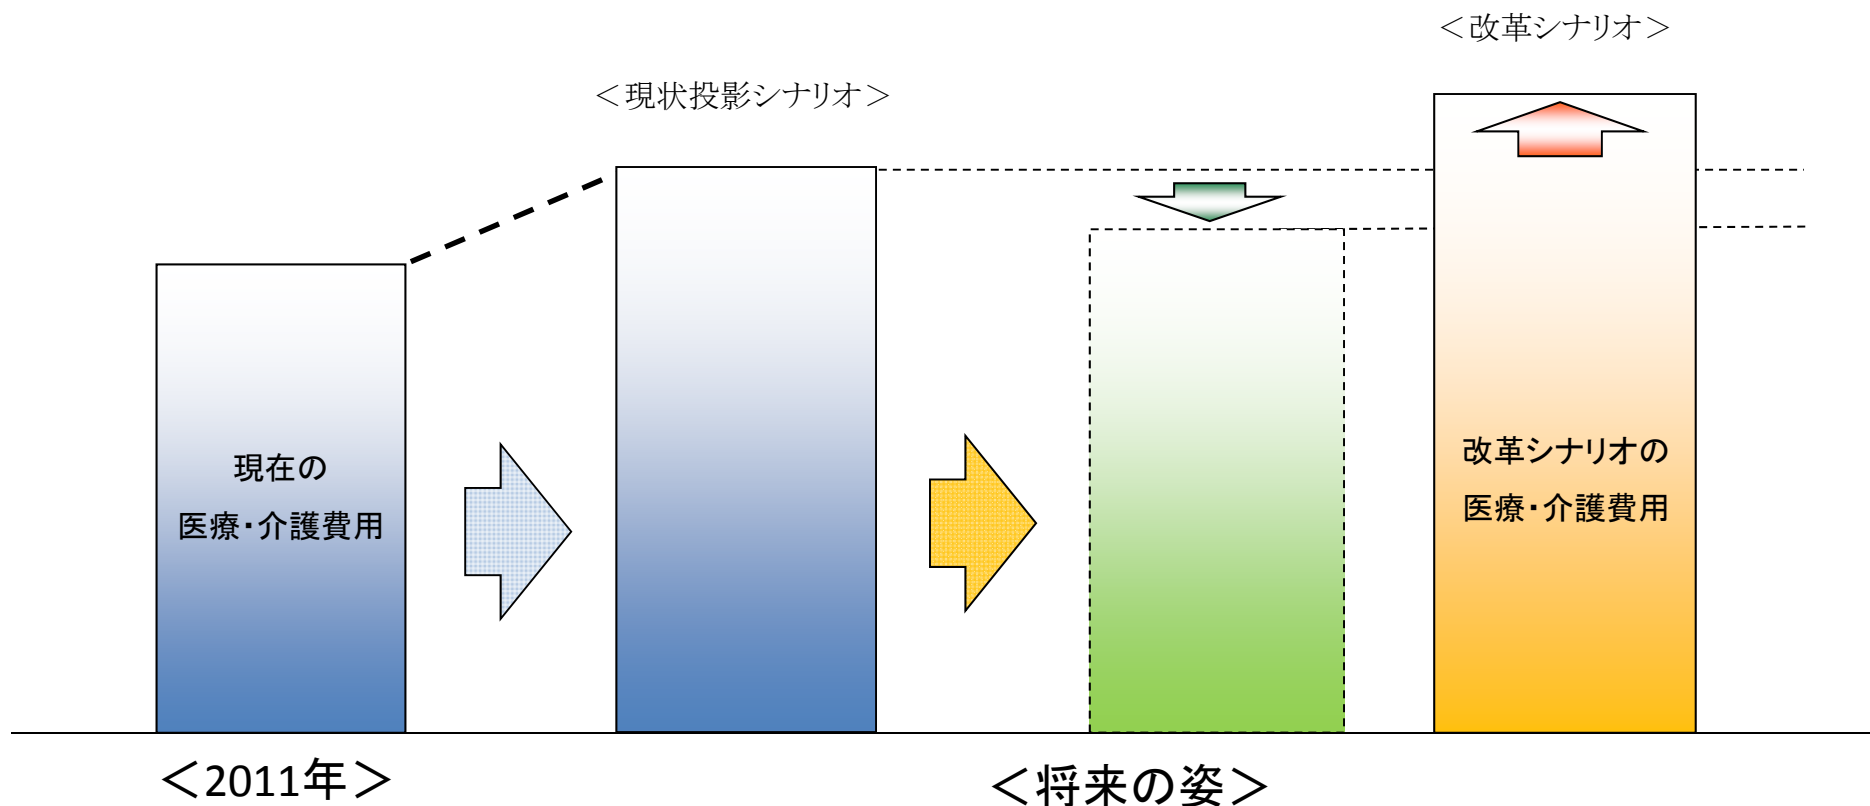 ＜改革シナリオ＞
＜現状投影シナリオ＞
現在の
医療・介護費用
改革シナリオの
医療・介護費用
＜2011年＞
＜将来の姿＞